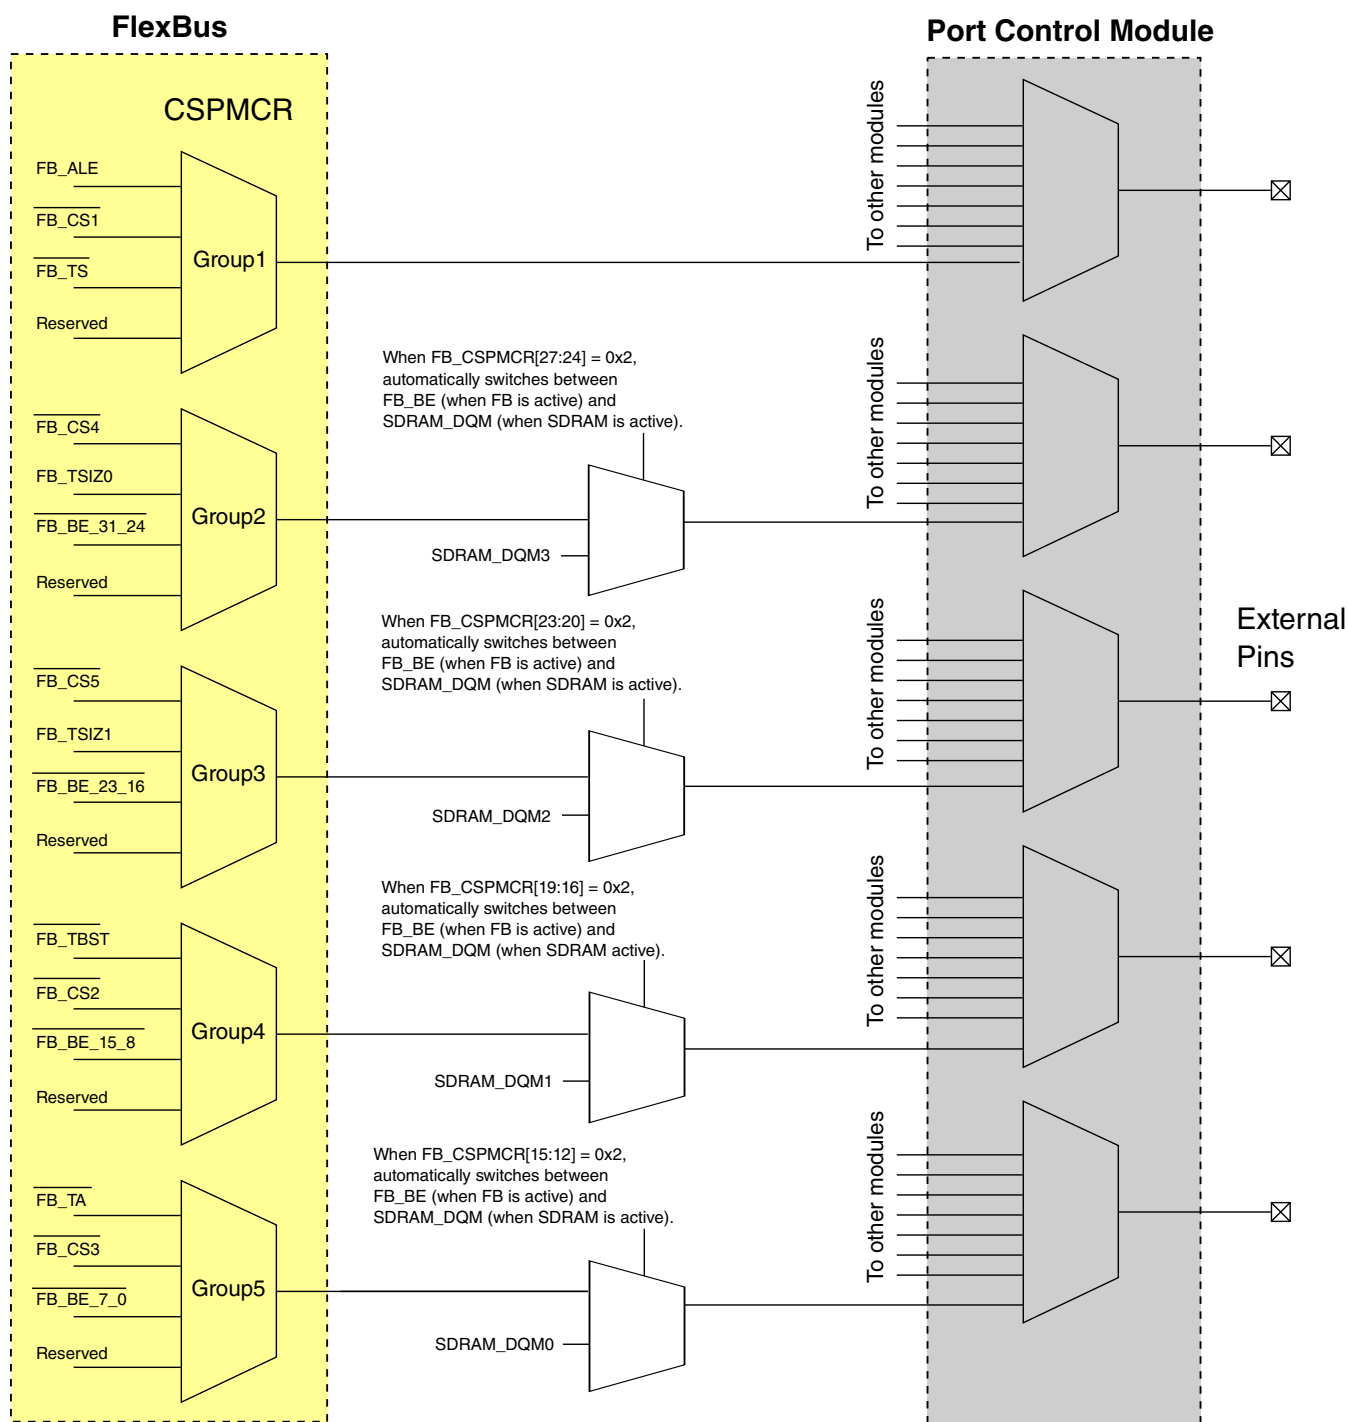 FlexBus
Port Control Module
CSPMCR
FB_ALE
FB_CS1
FB_TS
Reserved
Group1
To other modules
When FB_CSPMCR[27:24] = 0x2,
automatically switches between
FB_BE (when FB is active) and
SDRAM_DQM (when SDRAM is active).
FB_CS4
FB_TSIZ0
FB_BE_31_24
Reserved
Group2
SDRAM_DQM3
To other modules
When FB_CSPMCR[23:20] = 0x2,
automatically switches between
FB_BE (when FB is active) and
SDRAM_DQM (when SDRAM is active).
FB_CS5
FB_TSIZ1
FB_BE_23_16
Reserved
Group3
SDRAM_DQM2
To other modules
External
Pins
When FB_CSPMCR[19:16] = 0x2,
automatically switches between
FB_BE (when FB is active) and
SDRAM_DQM (when SDRAM active).
FB_TBST
FB_CS2
FB_BE_15_8
Reserved
Group4
SDRAM_DQM1
To other modules
When FB_CSPMCR[15:12] = 0x2,
automatically switches between
FB_BE (when FB is active) and
SDRAM_DQM (when SDRAM is active).
FB_TA
FB_CS3
FB_BE_7_0
Reserved
Group5
SDRAM_DQM0
To other modules